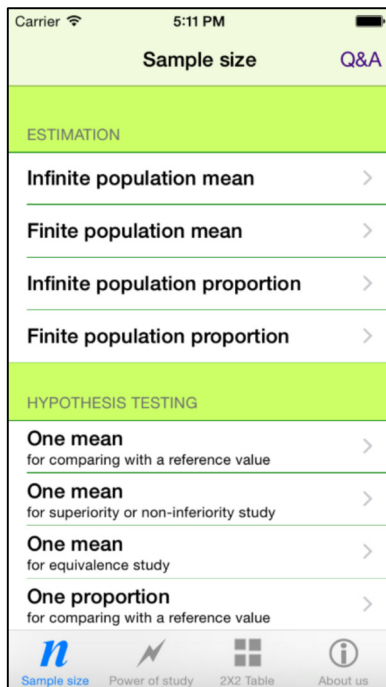 Carrier 5:11 PM
Sample size Q&A
ESTIMATION
Infinite population mean
Finite population mean
Infinite population proportion
Finite population proportion
HYPOTHESIS TESTING
One mean
for comparing with a reference value
One mean
for superiority or non-inferiority study
One mean
for equivalence study
One proportion
for comparing with a reference value
n
Sample size Power of study 2X2 Table About us